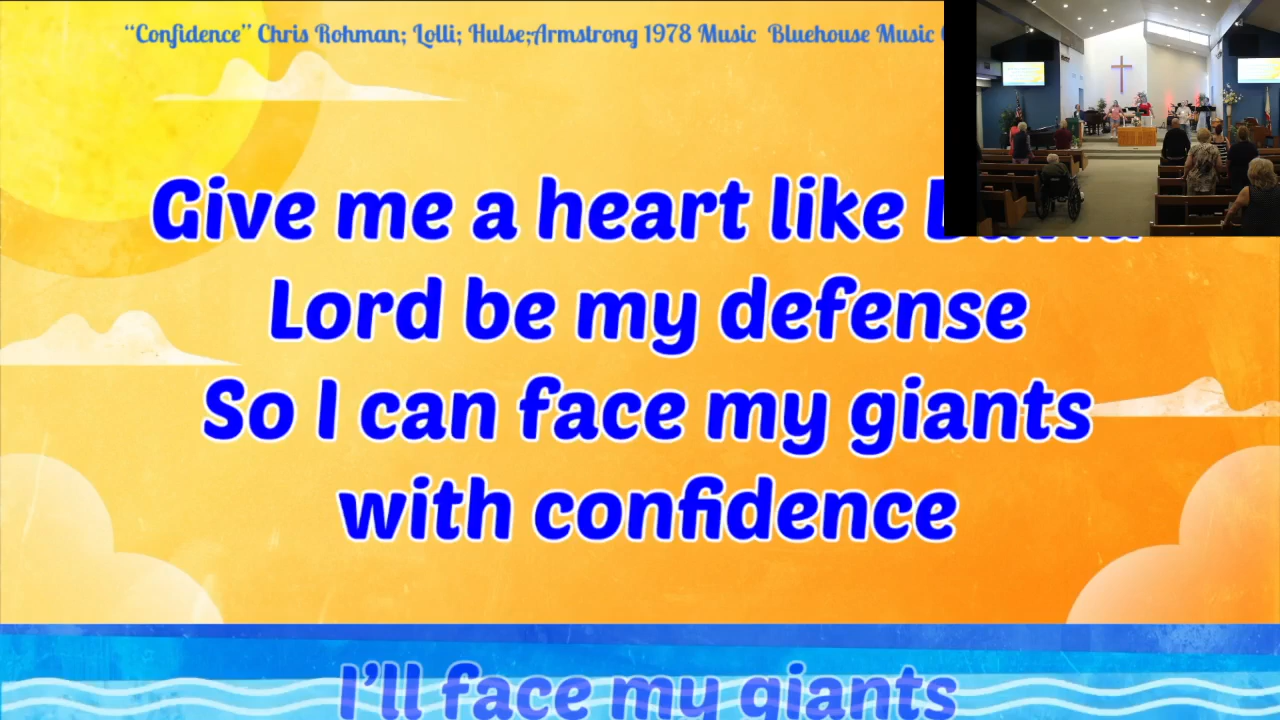 “Confidence” Chris Rohman; Lolli; Hulse;Armstrong 1978 Music Bluehouse Music
Give me a heart like
Lord be my defense
So I can face my giants
with confidence
I’ll face my giants